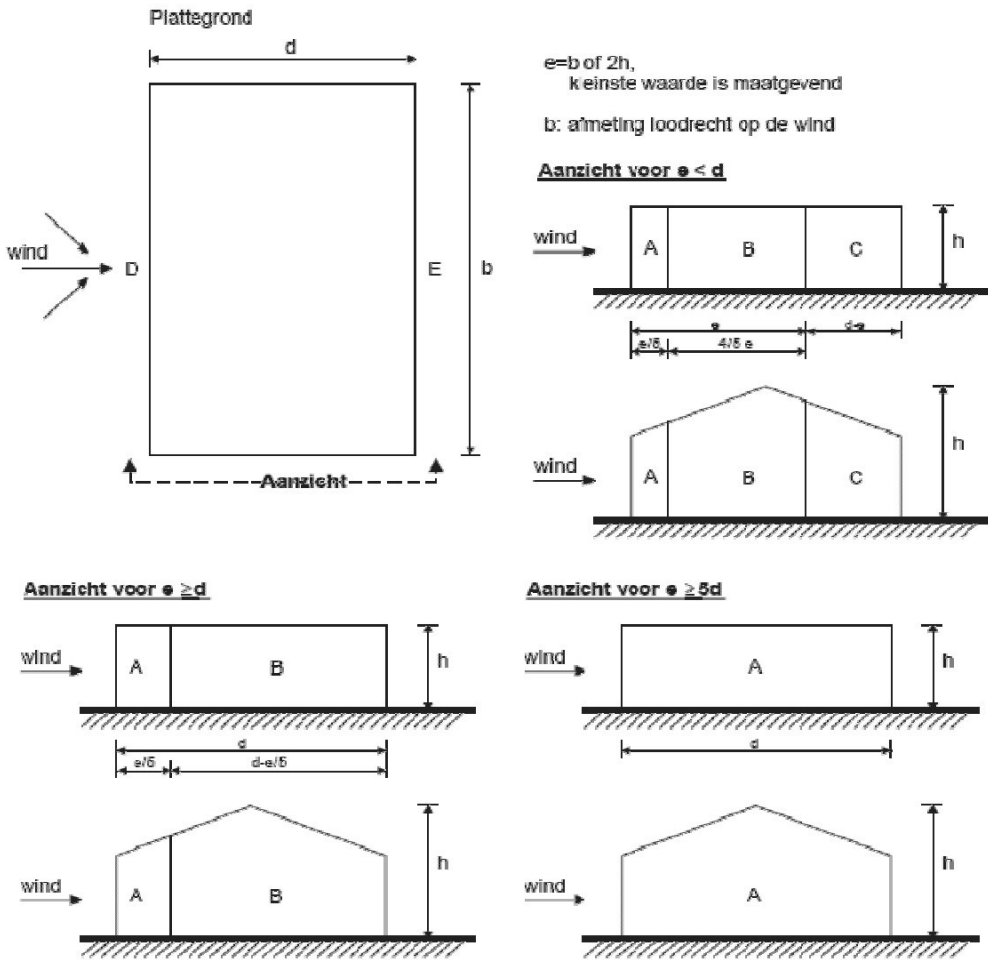 Plattegrond
d
wind
D
E
b
Aanzicht
e=b of 2h,
kleinste waarde is maatgevend
b: afmeting loodrecht op de wind
Aanzicht voor e < d
wind
A
B
C
h
e
d-e
e/5
4/5 e
wind
A
B
C
h
Aanzicht voor e ≥d
wind
A
B
h
d
e/5
d-e/5
wind
A
B
h
Aanzicht voor e ≥5d
wind
A
h
d
wind
A
h